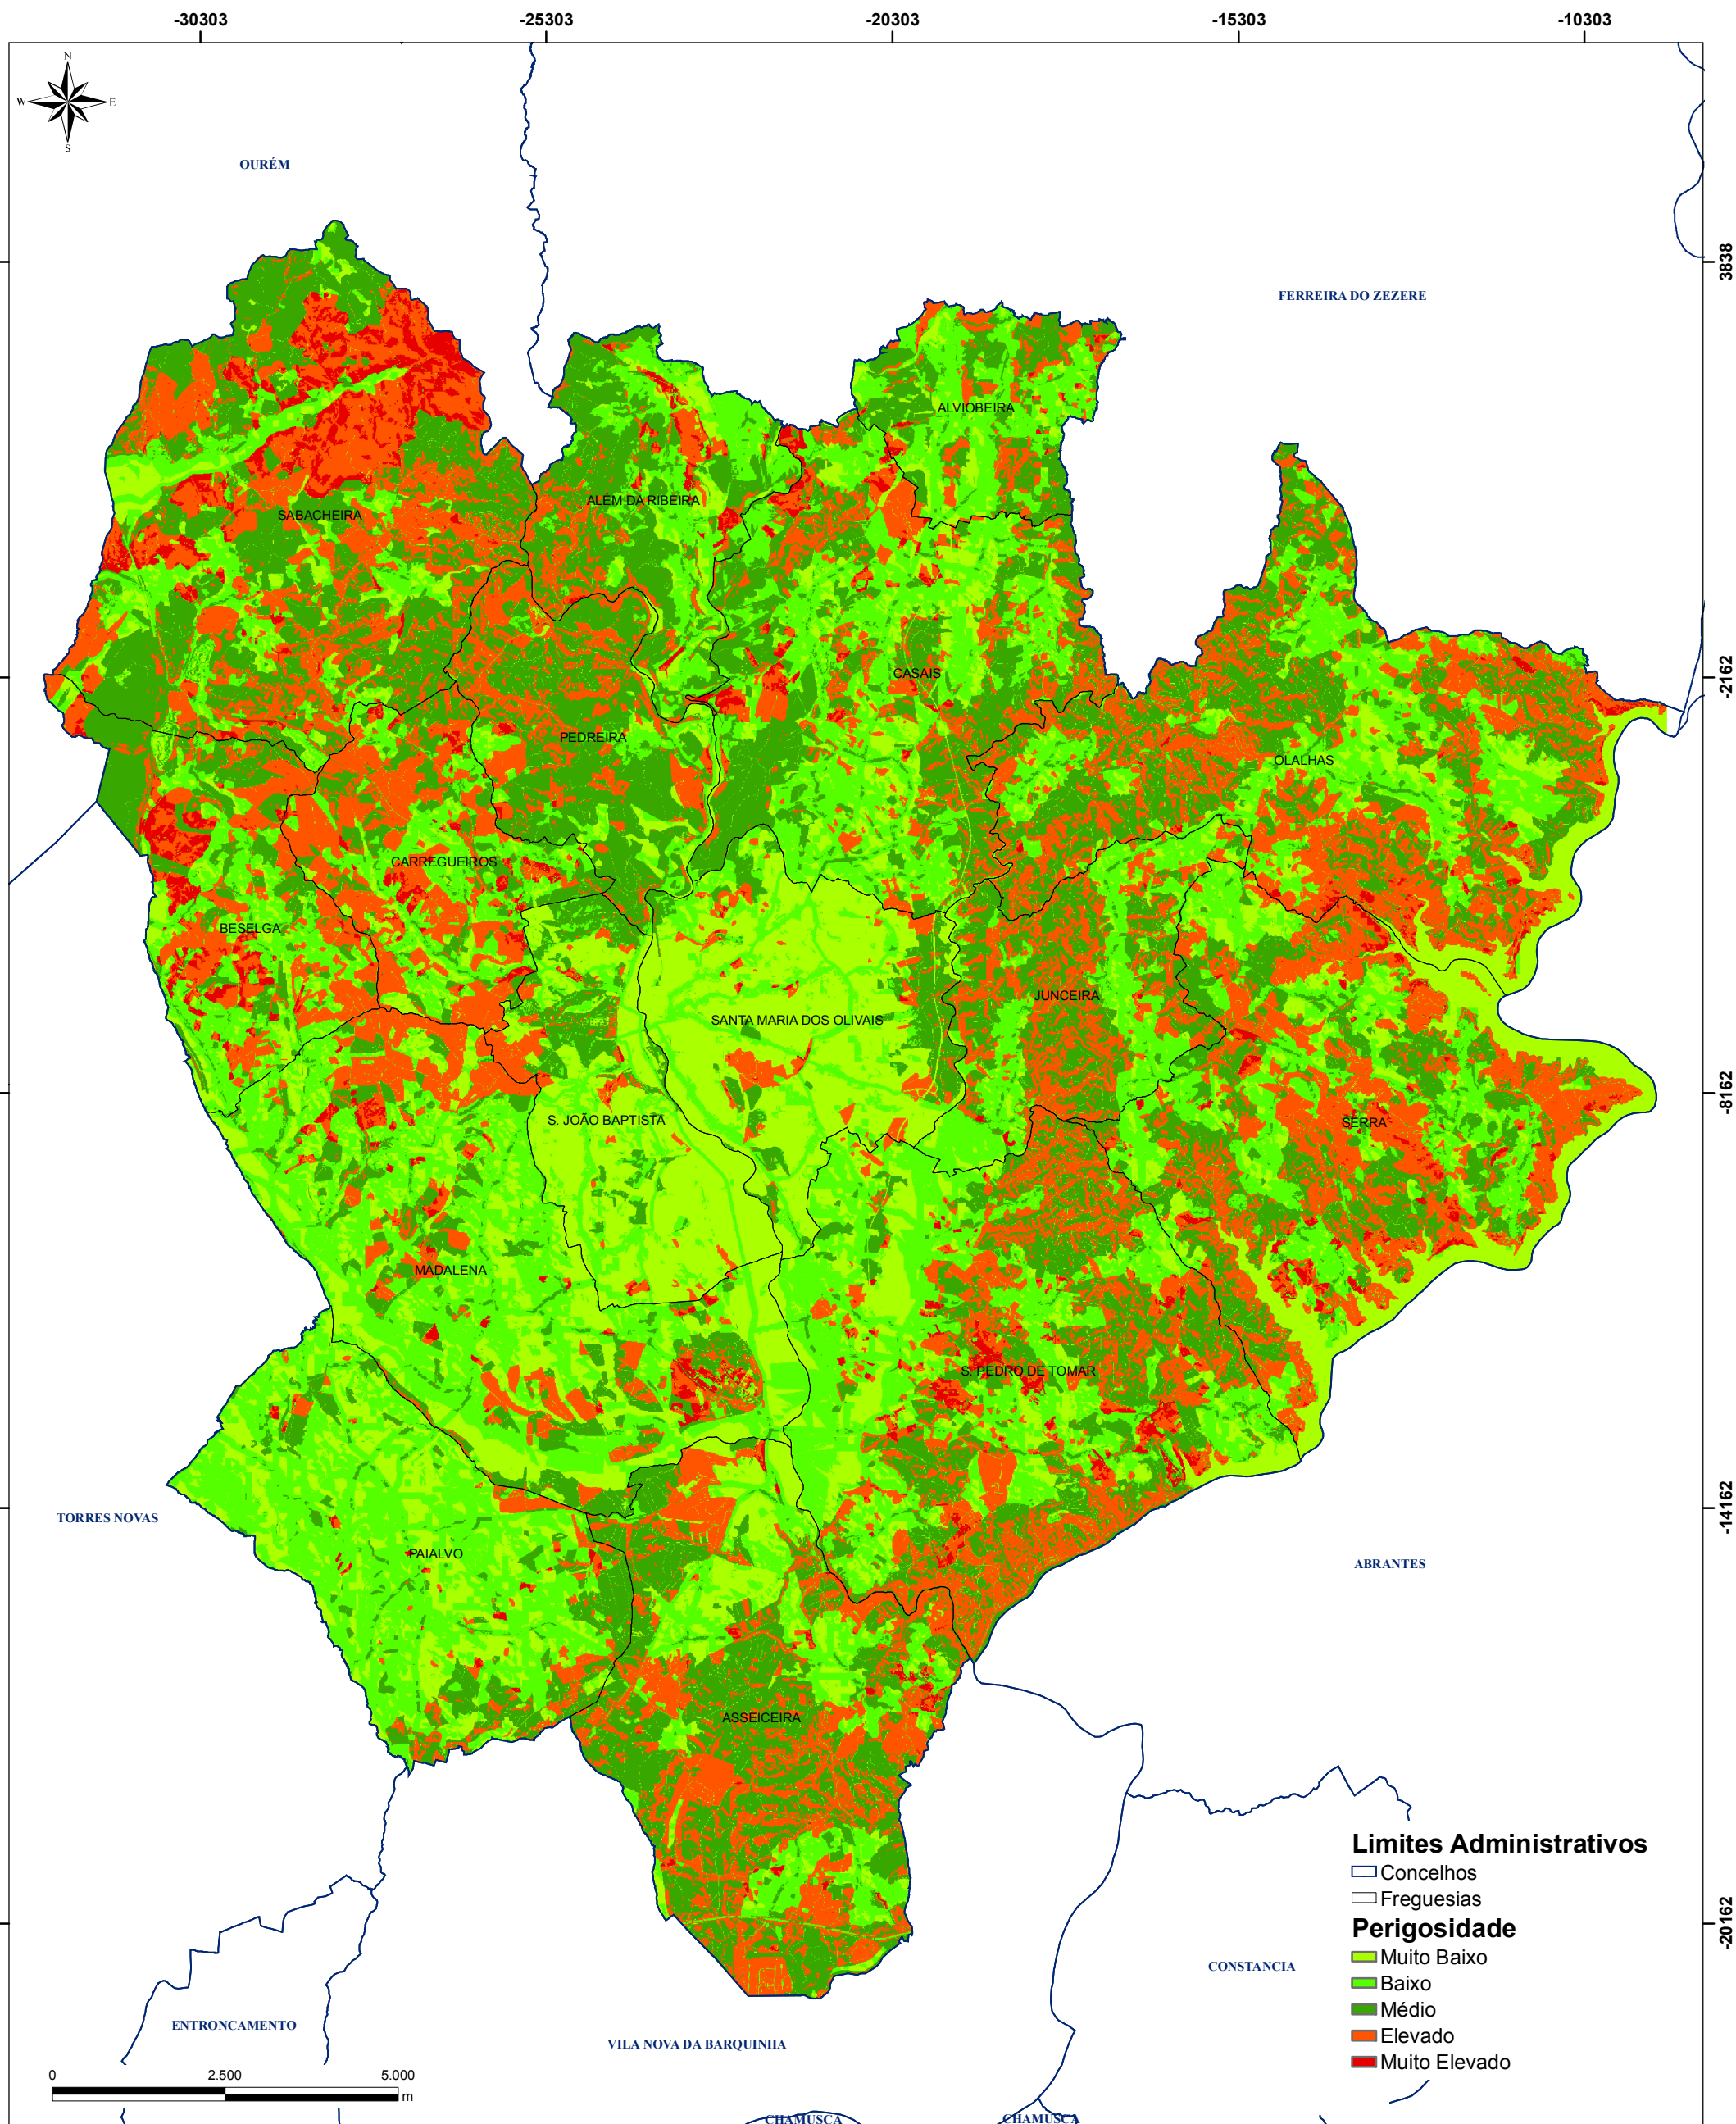 -30303 -25303 -20303 -15303 -10303
N
W E
S
OURÉM
3838
FERREIRA DO ZEZERE
ALVIOBEIRA
ALÉM DA RIBEIRA
SABACHEIRA
-2162
CASAIS
PEDREIRA
OLALHAS
CARREGUEIROS
BESELGA
JUNCEIRA
SANTA MARIA DOS OLIVAIS
-8162
S. JOÃO BAPTISTA
SERRA
MADALENA
S. PEDRO DE TOMAR
-14162
TORRES NOVAS
PAIALVO
ABRANTES
ASSEICEIRA
Limites Administrativos
Concelhos
Freguesias
-20162
Perigosidade
Muito Baixo
Baixo
Médio
Elevado
Muito Elevado
CONSTANCIA
ENTRONCAMENTO
VILA NOVA DA BARQUINHA
0 2.500 5.000
m
CHAMUSCA CHAMUSCA